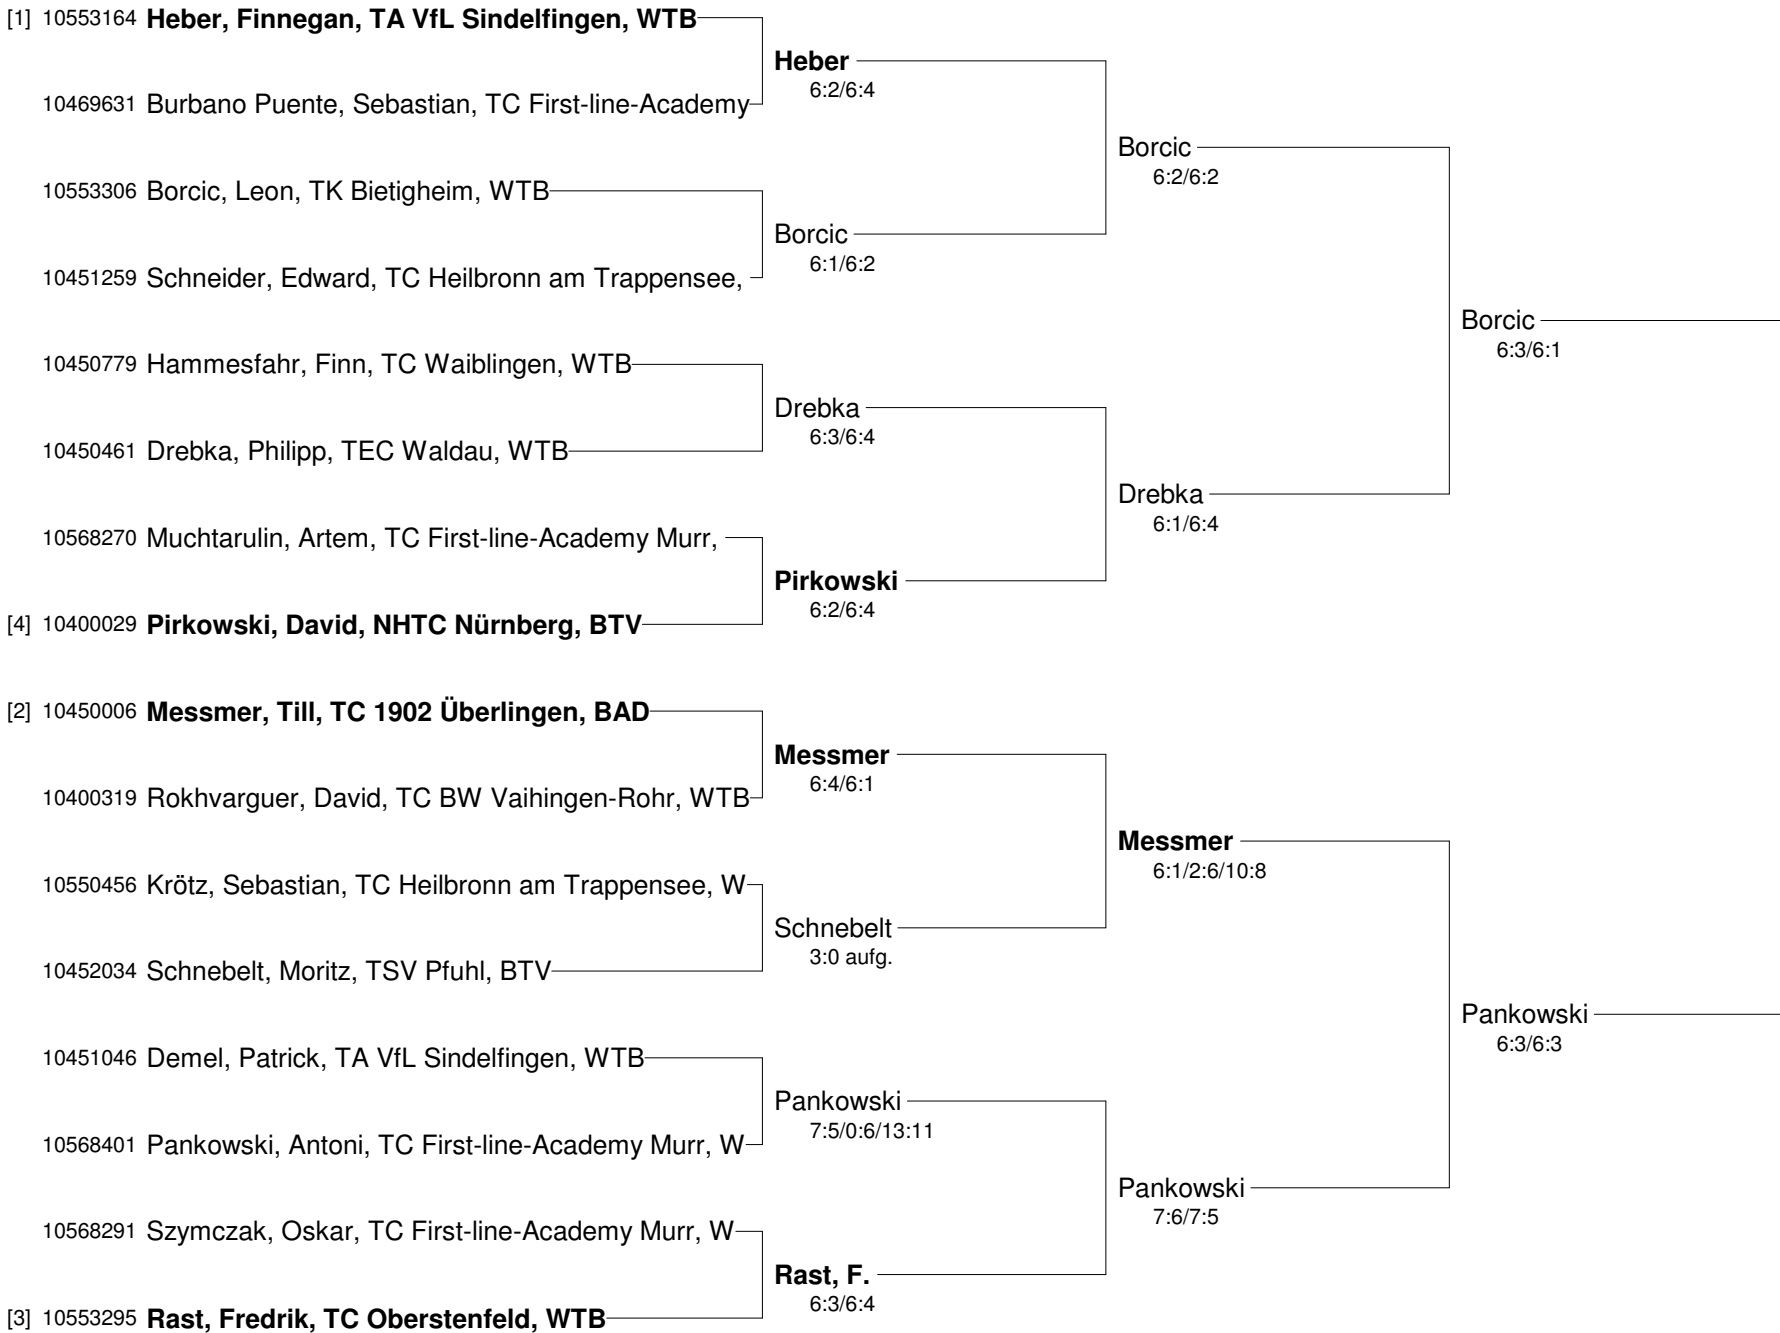 [1] 10553164 Heber, Finnegan, TA VfL Sindelfingen, WTB
Heber
6:2/6:4
10469631 Burbano Puente, Sebastian, TC First-line-Academy
Borcic
6:2/6:2
10553306 Borcic, Leon, TK Bietigheim, WTB
Borcic
6:1/6:2
10451259 Schneider, Edward, TC Heilbronn am Trappensee,
Borcic
6:3/6:1
10450779 Hammesfahr, Finn, TC Waiblingen, WTB
Drebka
6:3/6:4
10450461 Drebka, Philipp, TEC Waldau, WTB
Drebka
6:1/6:4
10568270 Muchtarulin, Artem, TC First-line-Academy Murr,
Pirkowski
6:2/6:4
[4] 10400029 Pirkowski, David, NHTC Nürnberg, BTV
[2] 10450006 Messmer, Till, TC 1902 Überlingen, BAD
Messmer
6:4/6:1
10400319 Rokhvarguer, David, TC BW Vaihingen-Rohr, WTB
Messmer
6:1/2:6/10:8
10550456 Krötz, Sebastian, TC Heilbronn am Trappensee, W
Schnebelt
3:0 aufg.
10452034 Schnebelt, Moritz, TSV Pfuhl, BTV
Pankowski
6:3/6:3
10451046 Demel, Patrick, TA VfL Sindelfingen, WTB
Pankowski
7:5/0:6/13:11
10568401 Pankowski, Antoni, TC First-line-Academy Murr, W
Pankowski
7:6/7:5
10568291 Szymczak, Oskar, TC First-line-Academy Murr, W
Rast, F.
6:3/6:4
[3] 10553295 Rast, Fredrik, TC Oberstenfeld, WTB